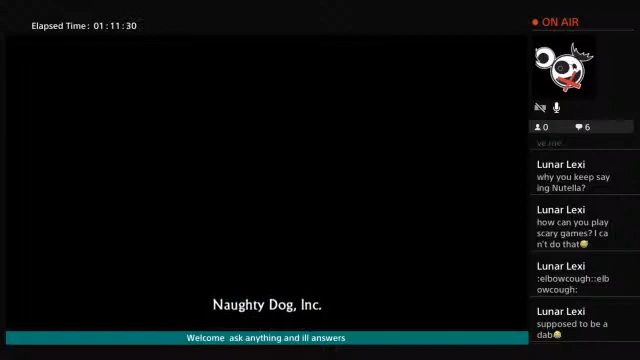 Elapsed Time: 01:11:30
ON AIR
0
6
ve me
Lunar Lexi
why you keep say
ing Nutella?
Lunar Lexi
how can you play
scary games? I ca
n't do that😅
Lunar Lexi
:elbowcough::elb
owcough:
Lunar Lexi
supposed to be a
dab😂
Naughty Dog, Inc.
Welcome ask anything and ill answers